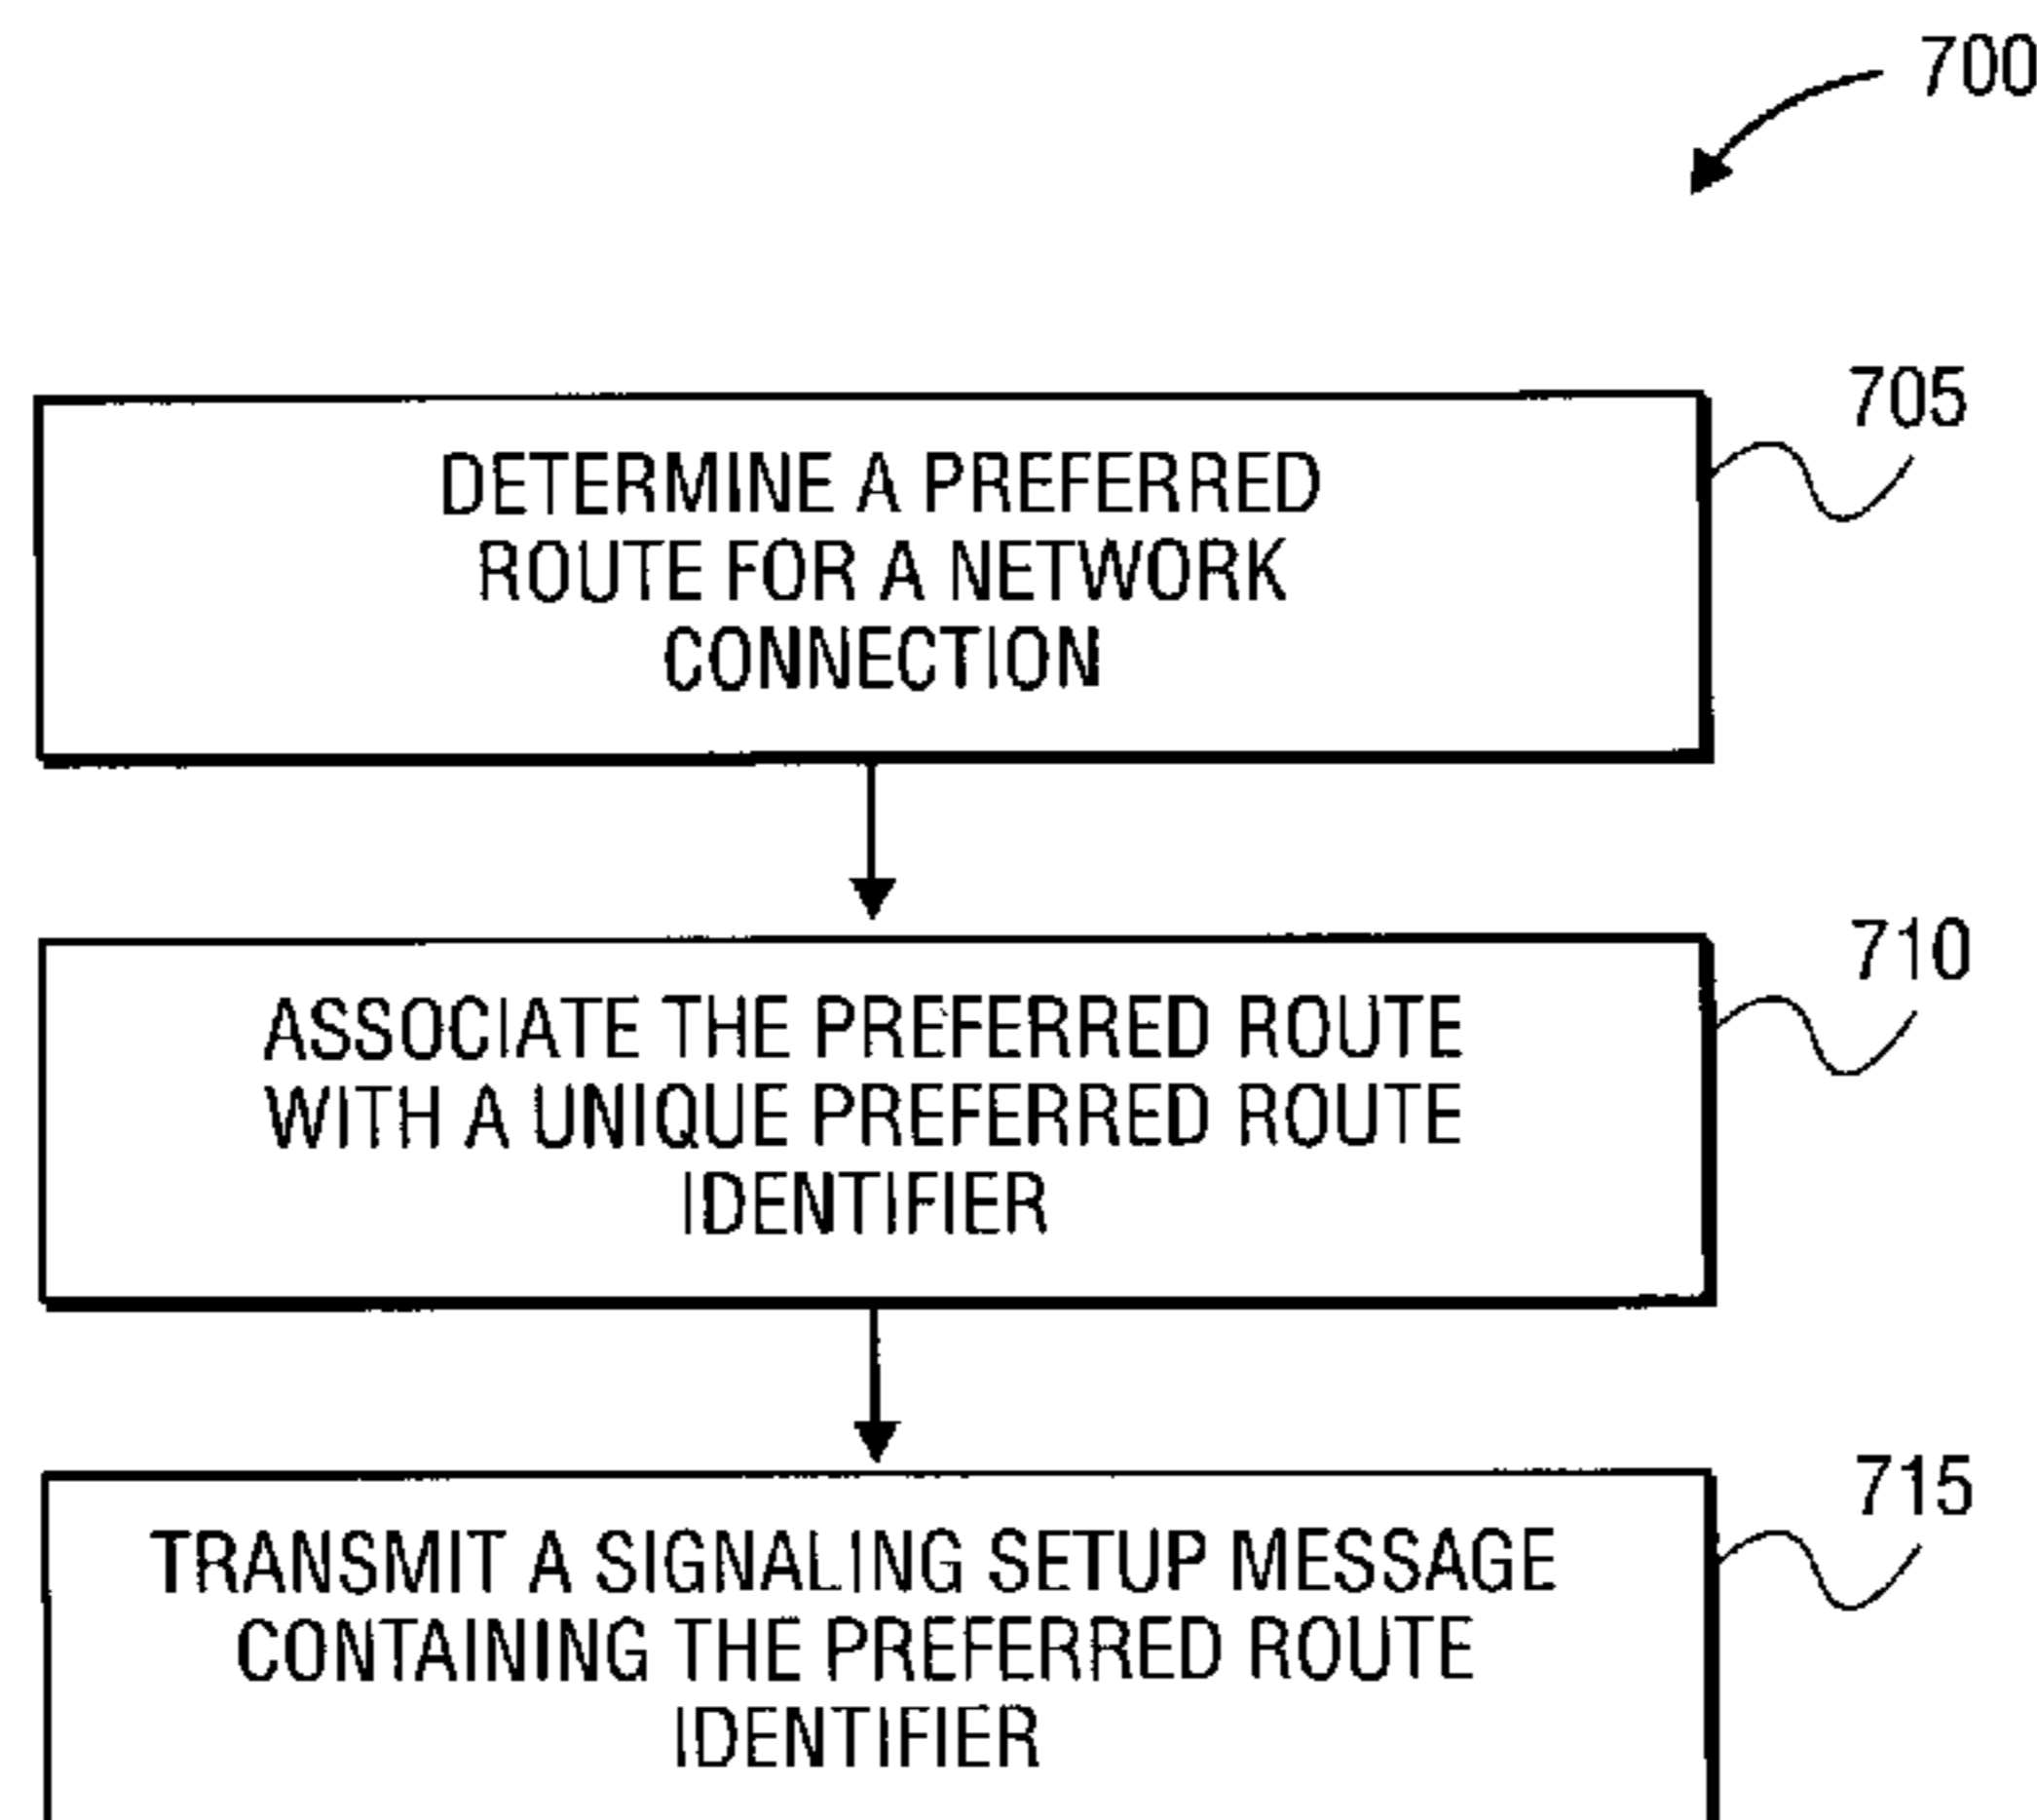 700
705
DETERMINE A PREFERRED
ROUTE FOR A NETWORK
CONNECTION
710
ASSOCIATE THE PREFERRED ROUTE
WITH A UNIQUE PREFERRED ROUTE
IDENTIFIER
715
TRANSMIT A SIGNALING SETUP MESSAGE
CONTAINING THE PREFERRED ROUTE
IDENTIFIER